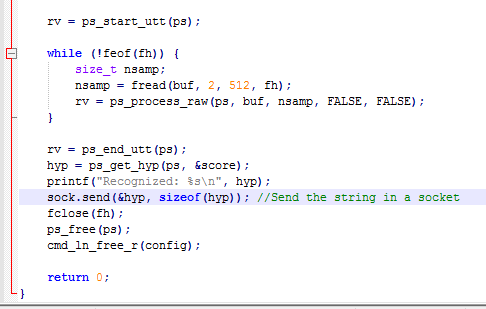 rv = ps_start_utt(ps);
while (!feof(fh)) {
size_t nsamp;
nsamp = fread(buf, 2, 512, fh);
rv = ps_process_raw(ps, buf, nsamp, FALSE, FALSE);
}
rv = ps_end_utt(ps);
hyp = ps_get_hyp(ps, &score);
printf("Recognized: %s\n", hyp);
sock.send(&hyp, sizeof(hyp)); //Send the string in a socket
fclose(fh);
ps_free(ps);
cmd_ln_free_r(config);
return 0;
}